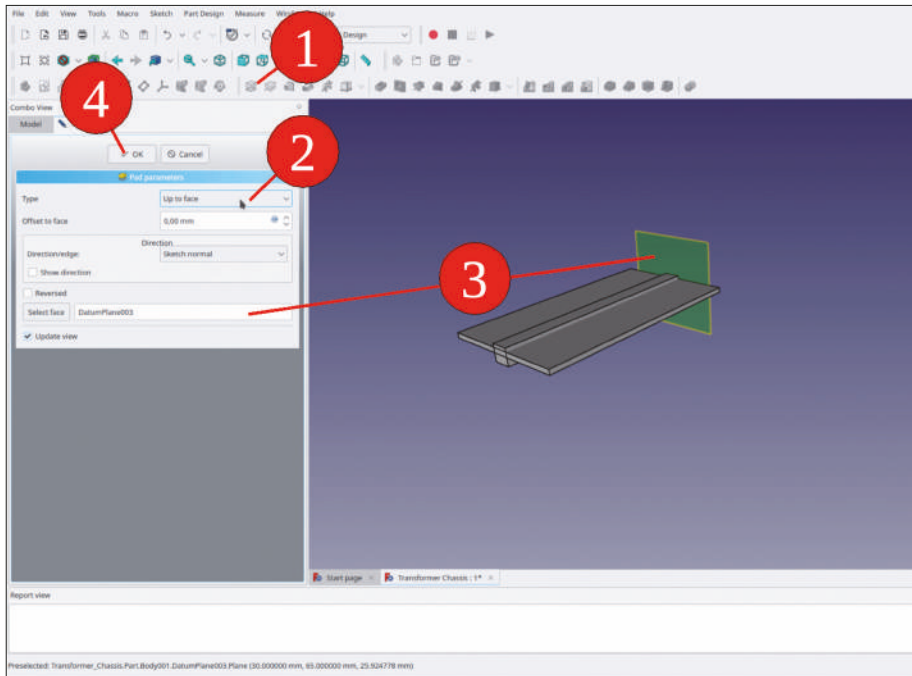 File Edit View Tools Macro Sketch Part Design Measure Help
Design
1
4
Combo View
Model
OK Cancel
2
Pad parameters
Type Up to face
Offset to face 0,00 mm
Direction
Direction/edge: Sketch normal
Show direction
3
Reversed
Select face DatumPlane003
Update view
Start page Transformer Chassis : 1*
Report view
Preselected: Transformer_Chassis.Part.Body001.DatumPlane003.Plane (30.000000 mm, 65.000000 mm, 25.924778 mm)